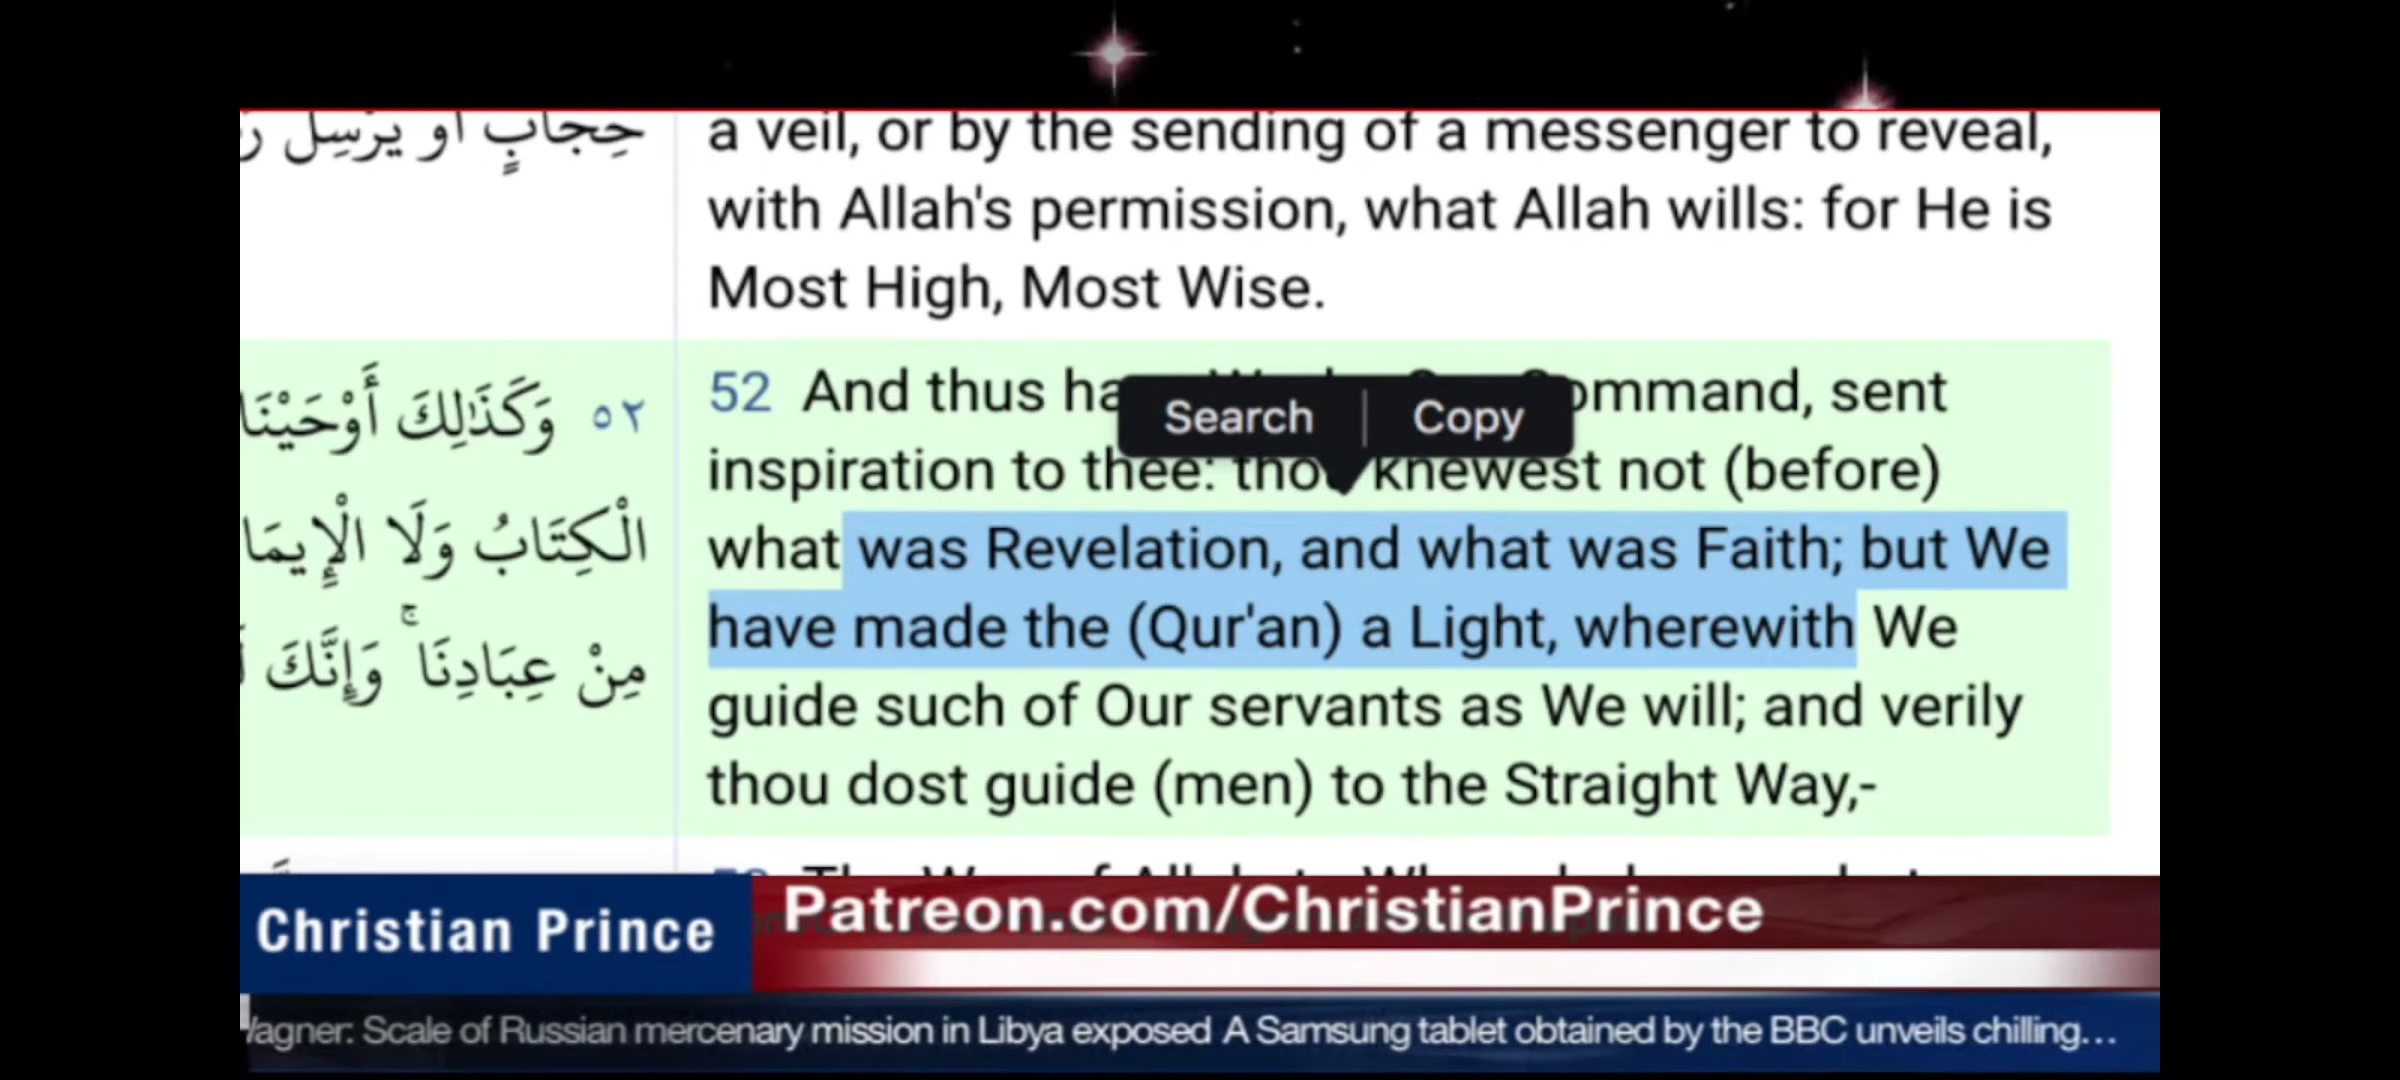 حِجَابٍ أو يرسِل
a veil, or by the sending of a messenger to reveal,
with Allah's permission, what Allah wills: for He is
Most High, Most Wise.
٥٢ وَكَذَٰلِكَ أَوْحَيْنَا
الْكِتَابُ وَلَا الْإِيمَا
مِنْ عِبَادِنَا ۚ وَإِنَّكَ
52 And thus ha ommand, sent
inspiration to thee: thou knewest not (before)
what was Revelation, and what was Faith; but We
have made the (Qur'an) a Light, wherewith We
guide such of Our servants as We will; and verily
thou dost guide (men) to the Straight Way,-
Search | Copy
Christian Prince
Patreon.com/ChristianPrince
agner: Scale of Russian mercenary mission in Libya exposed A Samsung tablet obtained by the BBC unveils chilling...